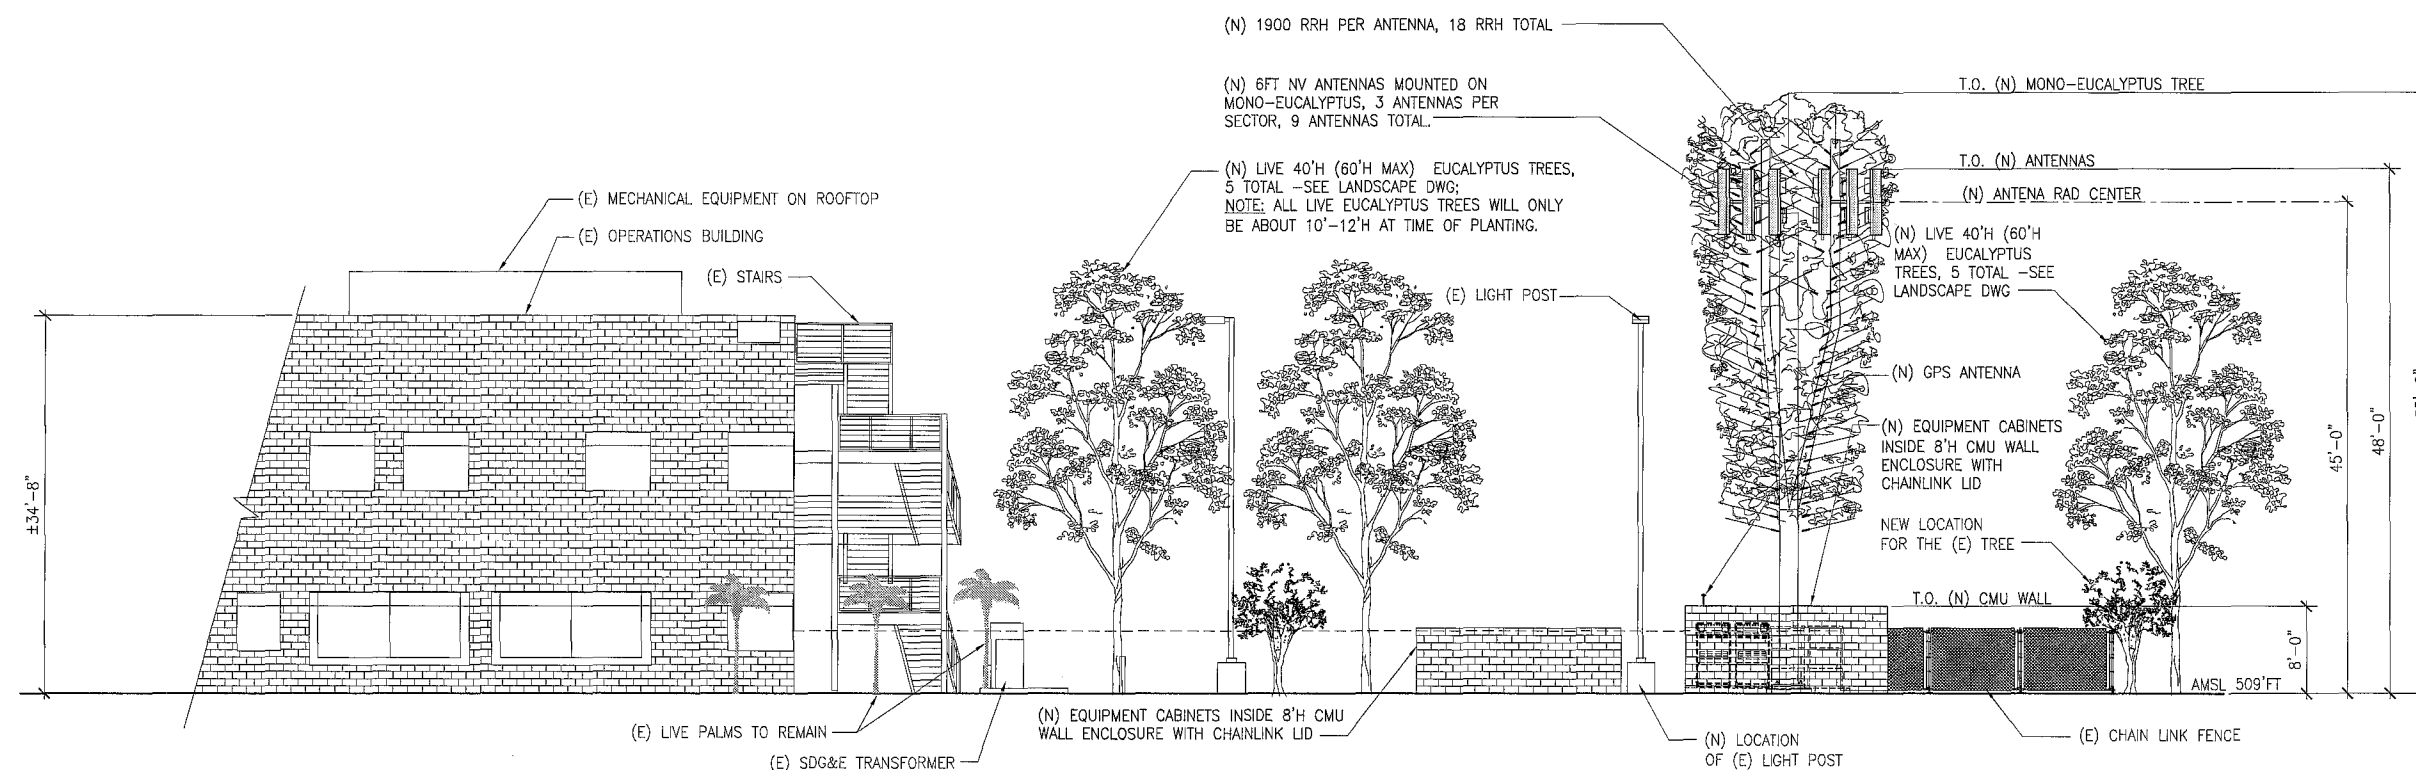 (N) 1900 RRH PER ANTENNA, 18 RRH TOTAL
(N) 6FT NV ANTENNAS MOUNTED ON
MONO-EUCALYPTUS, 3 ANTENNAS PER
SECTOR, 9 ANTENNAS TOTAL.
(N) LIVE 40'H (60'H MAX) EUCALYPTUS TREES,
5 TOTAL -SEE LANDSCAPE DWG;
NOTE: ALL LIVE EUCALYPTUS TREES WILL ONLY
BE ABOUT 10'-12'H AT TIME OF PLANTING.
T.O. (N) MONO-EUCALYPTUS TREE
T.O. (N) ANTENNAS
(N) ANTENA RAD CENTER
(E) MECHANICAL EQUIPMENT ON ROOFTOP
(E) OPERATIONS BUILDING
(E) STAIRS
(E) LIGHT POST
(N) LIVE 40'H (60'H
MAX) EUCALYPTUS
TREES, 5 TOTAL -SEE
LANDSCAPE DWG
(N) GPS ANTENNA
(N) EQUIPMENT CABINETS
INSIDE 8'H CMU WALL
ENCLOSURE WITH
CHAINLINK LID
NEW LOCATION
FOR THE (E) TREE
T.O. (N) CMU WALL
±34'-8"
45'-0"
48'-0"
8'-0"
AMSL 509'FT
(E) LIVE PALMS TO REMAIN
(E) SDG&E TRANSFORMER
(N) EQUIPMENT CABINETS INSIDE 8'H CMU
WALL ENCLOSURE WITH CHAINLINK LID
(N) LOCATION
OF (E) LIGHT POST
(E) CHAIN LINK FENCE